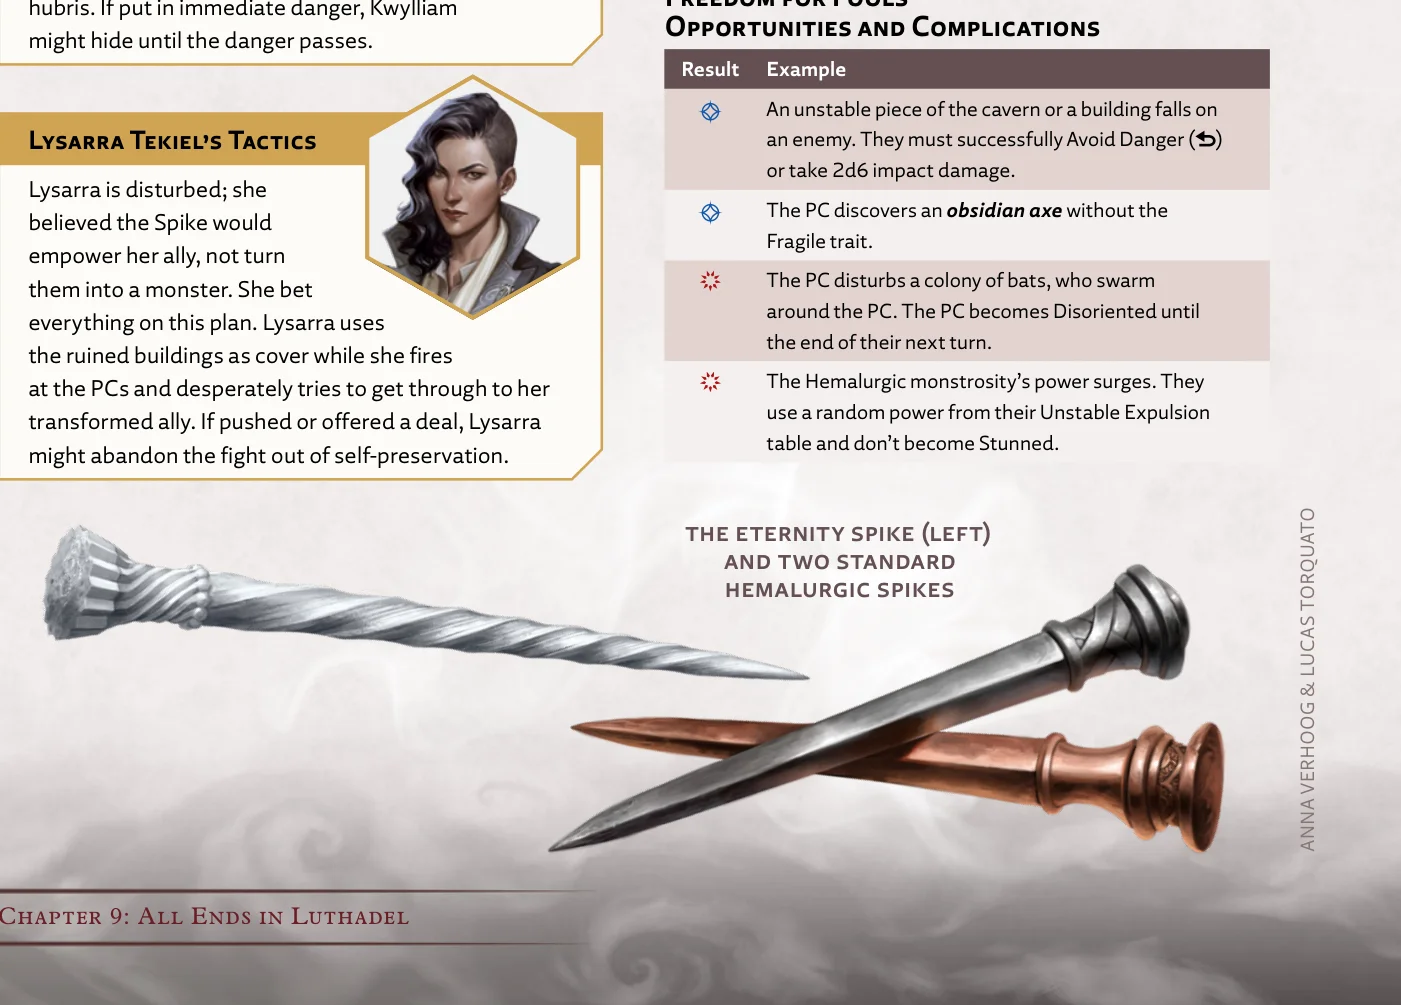 hubris. If put in immediate danger, Kwylliam
might hide until the danger passes.
Lysarra Tekiel's Tactics
Lysarra is disturbed; she
believed the Spike would
empower her ally, not turn
them into a monster. She bet
everything on this plan. Lysarra uses
the ruined buildings as cover while she fires
at the PCs and desperately tries to get through to her
transformed ally. If pushed or offered a deal, Lysarra
might abandon the fight out of self-preservation.
Freedom for Fools
Opportunities and Complications
Result Example
An unstable piece of the cavern or a building falls on
an enemy. They must successfully Avoid Danger (⮌)
or take 2d6 impact damage.
The PC discovers an obsidian axe without the
Fragile trait.
The PC disturbs a colony of bats, who swarm
around the PC. The PC becomes Disoriented until
the end of their next turn.
The Hemalurgic monstrosity's power surges. They
use a random power from their Unstable Expulsion
table and don't become Stunned.
THE ETERNITY SPIKE (LEFT)
AND TWO STANDARD
HEMALURGIC SPIKES
ANNA VERHOOG & LUCAS TORQUATO
Chapter 9: All Ends in Luthadel